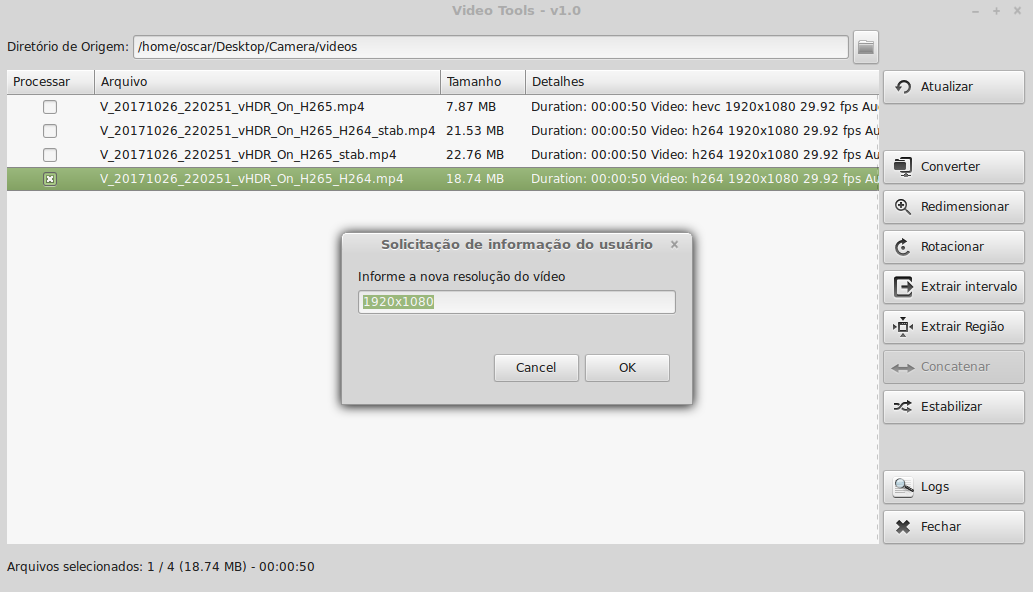 Video Tools - v1.0
Diretório de Origem: /home/oscar/Desktop/Camera/videos
Processar Arquivo Tamanho Detalhes
V_20171026_220251_vHDR_On_H265.mp4 7.87 MB Duration: 00:00:50 Video: hevc 1920x1080 29.92 fps Au
V_20171026_220251_vHDR_On_H265_H264_stab.mp4 21.53 MB Duration: 00:00:50 Video: h264 1920x1080 29.92 fps Au
V_20171026_220251_vHDR_On_H265_stab.mp4 22.76 MB Duration: 00:00:50 Video: h264 1920x1080 29.92 fps Au
V_20171026_220251_vHDR_On_H265_H264.mp4 18.74 MB Duration: 00:00:50 Video: h264 1920x1080 29.92 fps Au
Solicitação de informação do usuário
Informe a nova resolução do vídeo
1920x1080
Cancel OK
Atualizar
Converter
Redimensionar
Rotacionar
Extrair intervalo
Extrair Região
Concatenar
Estabilizar
Logs
Fechar
Arquivos selecionados: 1 / 4 (18.74 MB) - 00:00:50